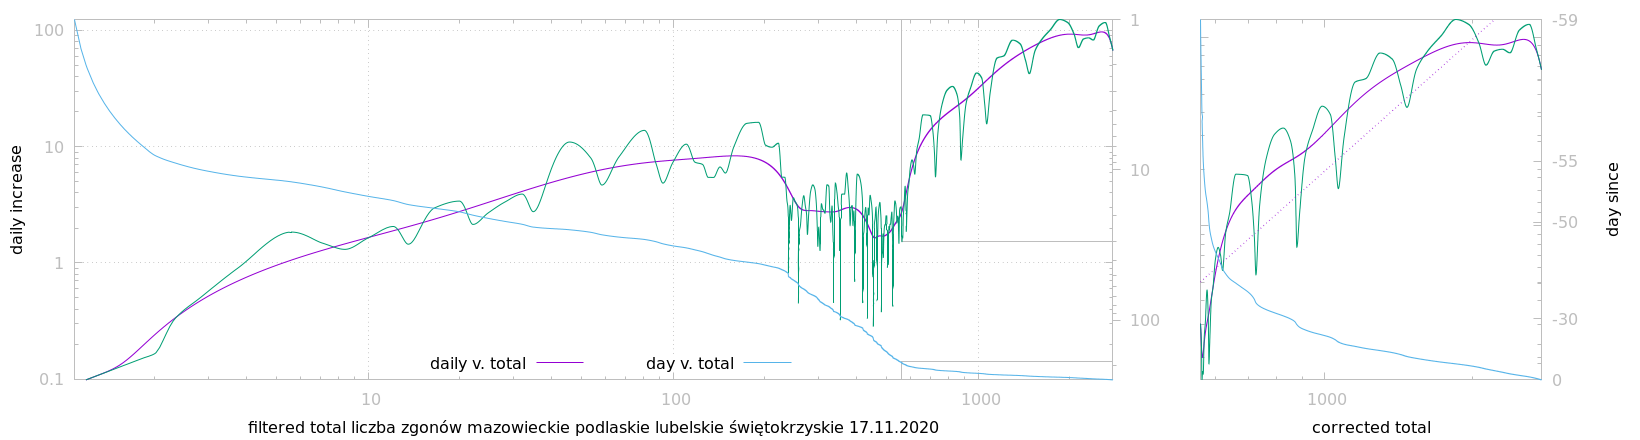 100
10
1
0.1
daily increase
daily v. total
day v. total
10
100
1000
filtered total liczba zgonów mazowieckie podlaskie lubelskie świętokrzyskie 17.11.2020
1
10
100
-59
-55
-50
-30
0
day since
1000
corrected total